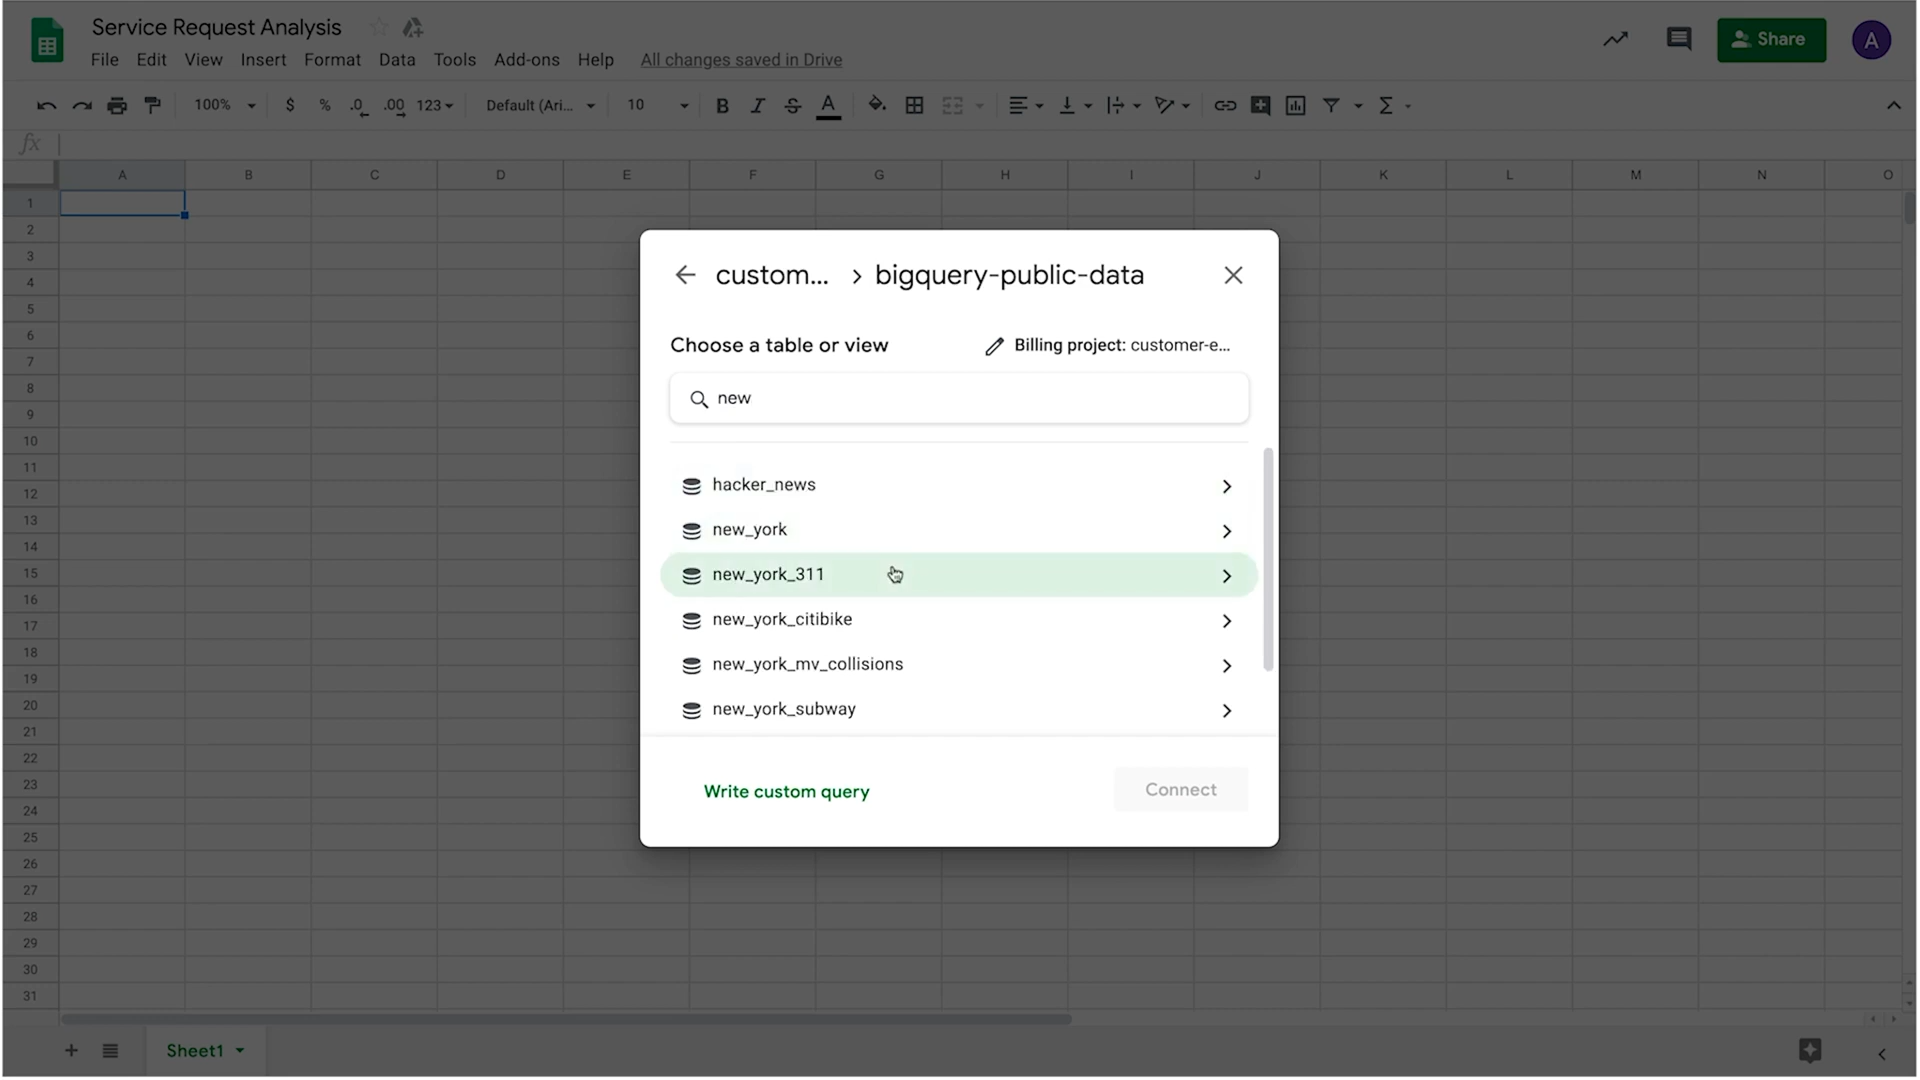 Service Request Analysis
File Edit View Insert Format Data Tools Add-ons Help All changes saved in Drive
Share
A
100% $ % .0 .00 123 Default (Ari... 10 B I S A Σ
fx
A B C D E F G H I J K L M N O
1
2
3
4
5
6
7
8
9
10
11
12
13
14
15
16
17
18
19
20
21
22
23
24
25
26
27
28
29
30
31
custom... > bigquery-public-data
Choose a table or view
Billing project: customer-e...
new
hacker_news
new_york
new_york_311
new_york_citibike
new_york_mv_collisions
new_york_subway
Write custom query
Connect
Sheet1